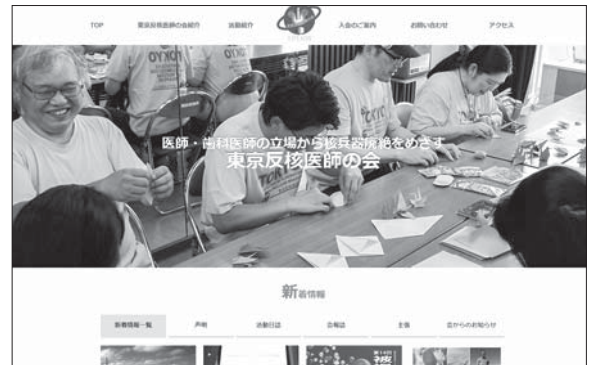 TOP 東京反核医師の会紹介 活動紹介 入会のご案内 お問い合わせ アクセス
TOKYO
TOKYO
医師・歯科医師の立場から核兵器廃絶をめざす
東京反核医師の会
新着情報
新着情報一覧 声明 活動日誌 会報誌 主張 会からのお知らせ